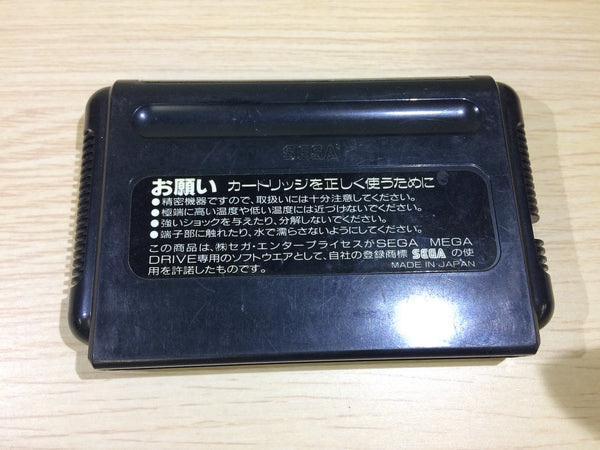 SEGA
お願い カートリッジを正しく使うために
●精密機器ですので、取扱いには十分注意してください。
●極端に高い温度や低い温度には近づけないでください。
●強いショックを与えたり、分解しないでください。
●端子部に触れたり、水で濡らさないようにしてください。
この商品は、㈱セガ・エンタープライゼスがSEGA MEGA
DRIVE専用のソフトウエアとして、自社の登録商標 SEGA の使
用を許諾したものです。 MADE IN JAPAN